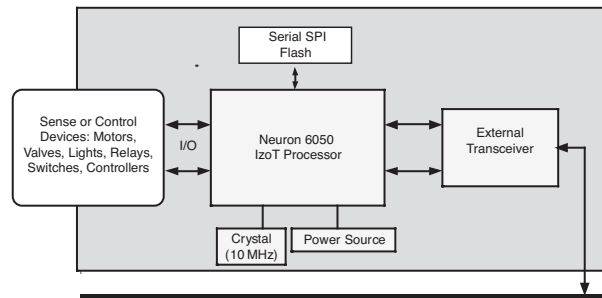 Serial SPI
Flash
Sense or Control
Devices: Motors,
Valves, Lights, Relays,
Switches, Controllers
I/O
Neuron 6050
IzoT Processor
External
Transceiver
Crystal
(10 MHz)
Power Source